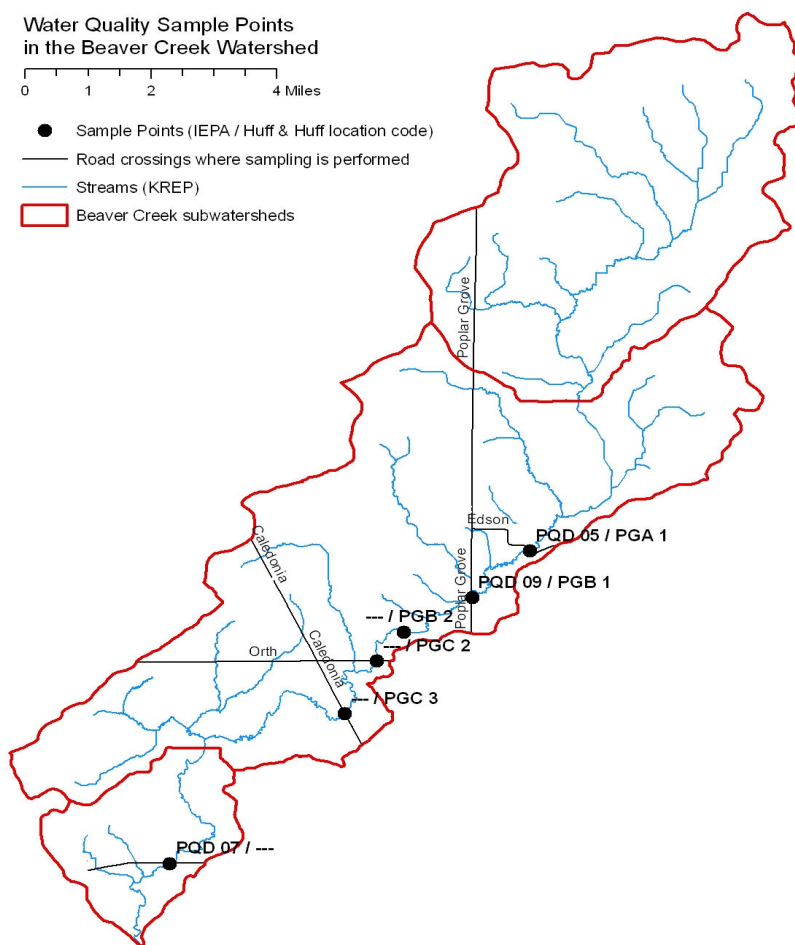 Water Quality Sample Points
in the Beaver Creek Watershed
0 1 2 4 Miles
Sample Points (IEPA / Huff & Huff location code)
Road crossings where sampling is performed
Streams (KREP)
Beaver Creek subwatersheds
Poplar Grove
Edson
PQD 05 / PGA 1
Caledonia
PQD 09 / PGB 1
Poplar Grove
--- / PGB 2
--- / PGC 2
Orth
Caledonia
--- / PGC 3
PQD 07 / ---